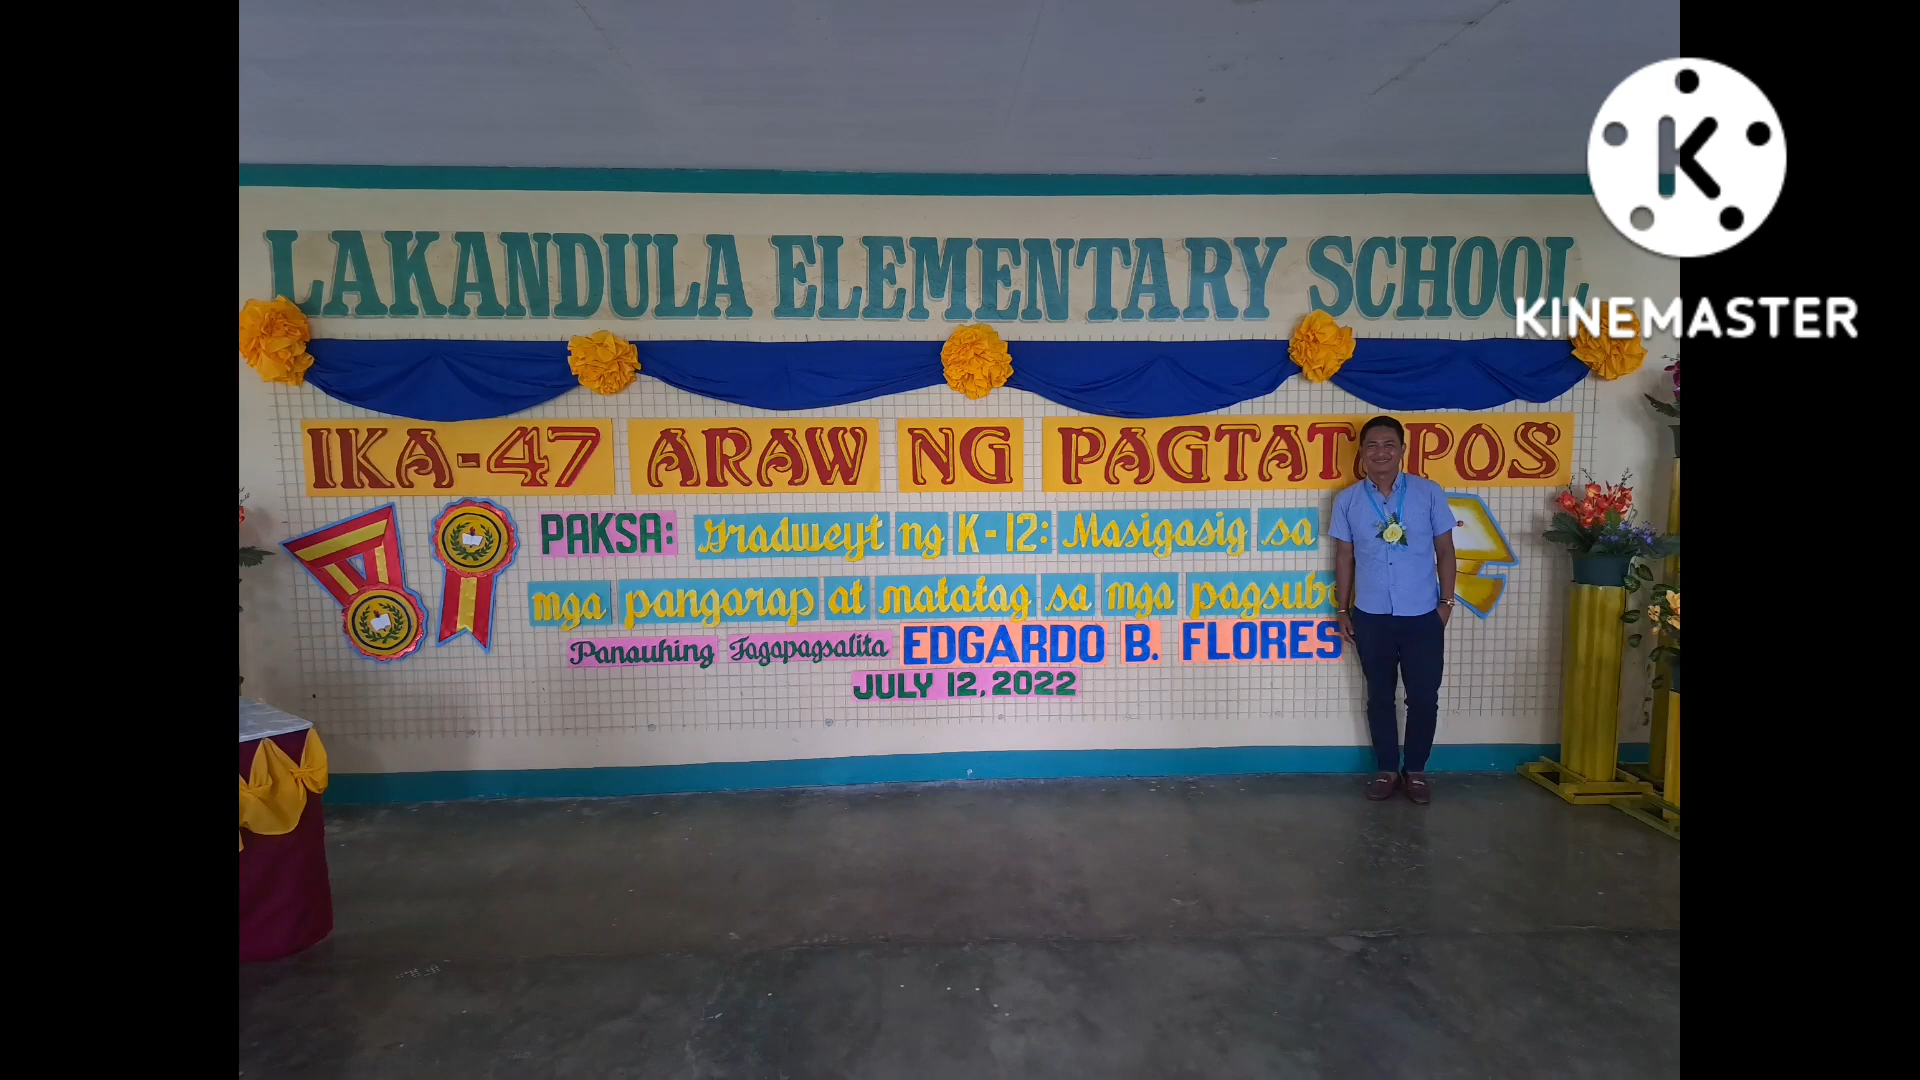 LAKANDULA ELEMENTARY SCHOOL
IKA-47 ARAW NG PAGTATAPOS
PAKSA: Gradweyt ng K-12: Masigasig sa
mga pangarap at matatag sa mga
Panauhing Tagapagsalita EDGARDO B. FLORES
JULY 12, 2022
K
KINEMASTER